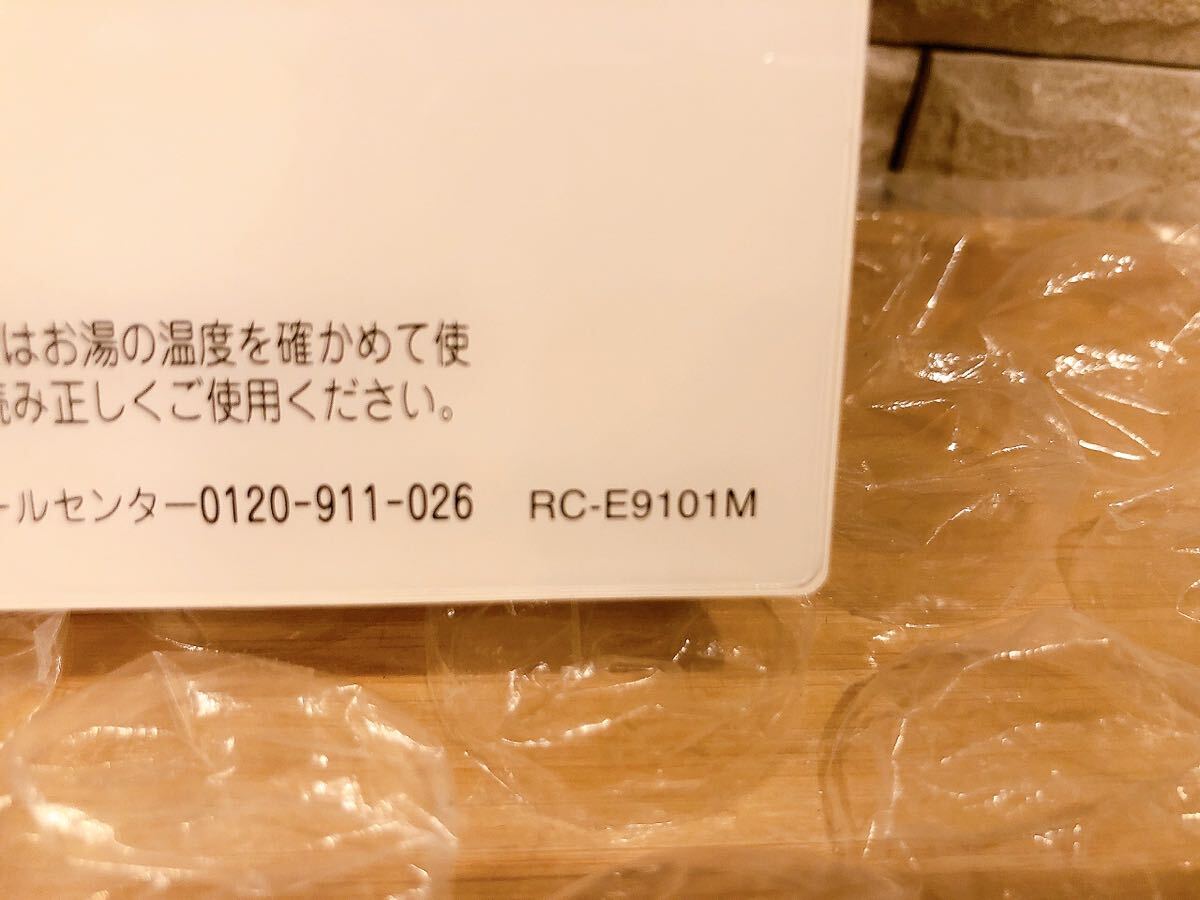 はお湯の温度を確かめて使
読み正しくご使用ください。
ールセンター0120-911-026 RC-E9101M